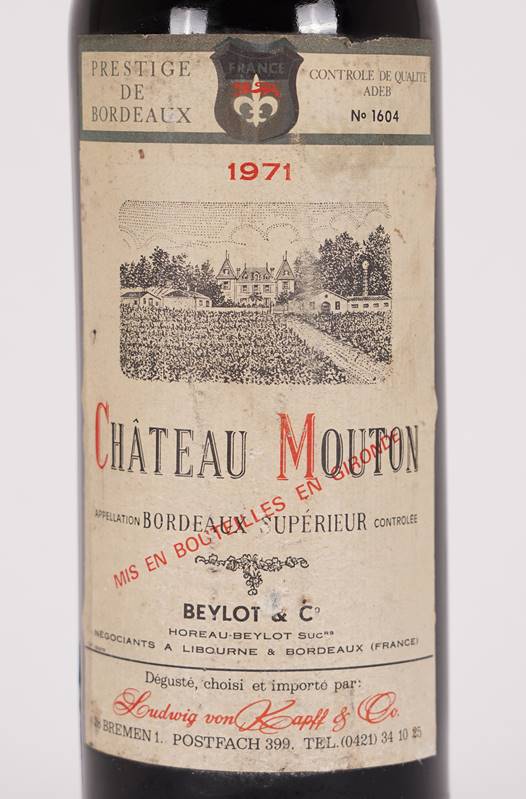 PRESTIGE
DE
BORDEAUX
FRANCE
CONTROLE DE QUALITÉ
ADEB
No 1604
1971
CHÂTEAU MOUTON
APPELLATION BORDEAUX SUPÉRIEUR CONTROLÉE
MIS EN BOUTEILLES EN GIRONDE
BEYLOT & Co
HOREAU-BEYLOT SucRS
NÉGOCIANTS A LIBOURNE & BORDEAUX (FRANCE)
Dégusté, choisi et importé par:
Ludwig von Kapff & Co.
BREMEN 1. POSTFACH 399. TEL. (0421) 34 10 25